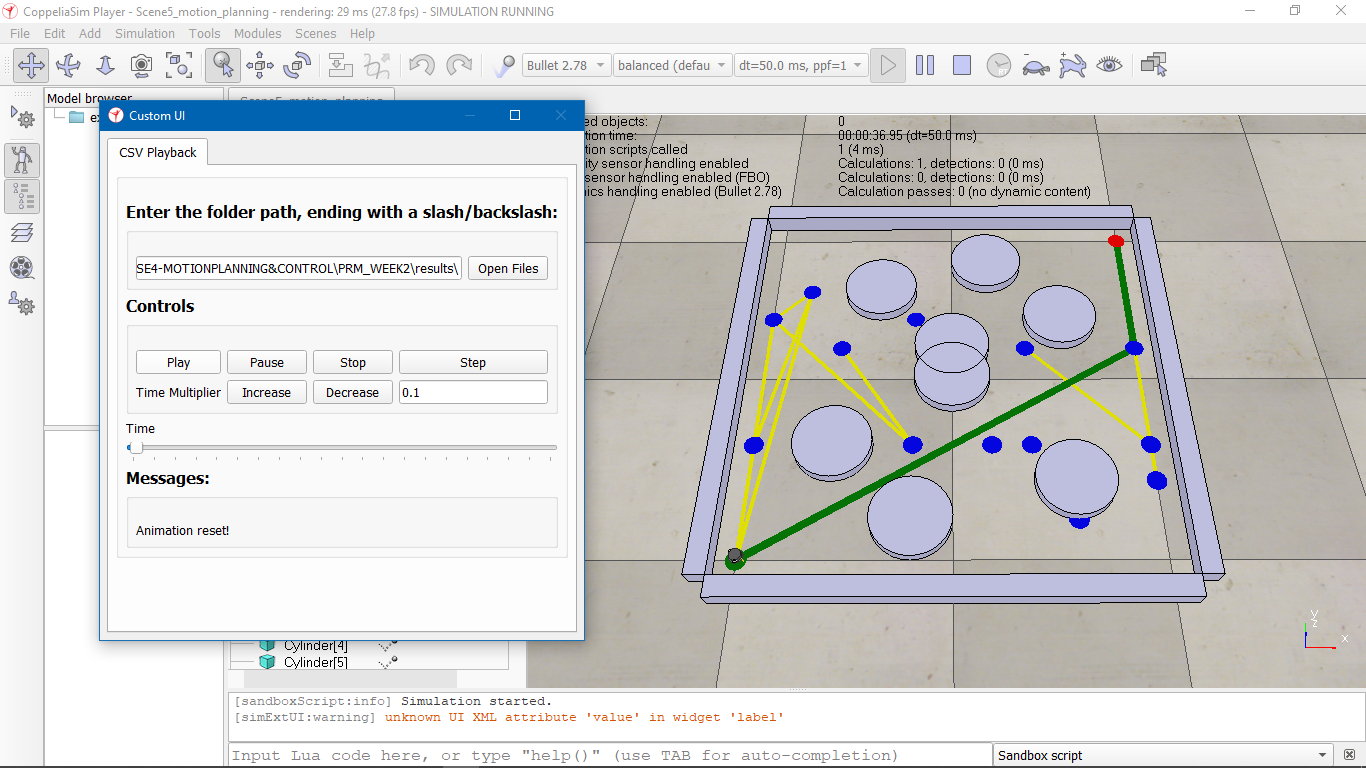 CoppeliaSim Player - Scene5_motion_planning - rendering: 29 ms (27.8 fps) - SIMULATION RUNNING
File Edit Add Simulation Tools Modules Scenes Help
Bullet 2.78 balanced (defau dt=50.0 ms, ppf=1
Model browser
Scene5_motion_planning
Custom UI
CSV Playback
Enter the folder path, ending with a slash/backslash:
SE4-MOTIONPLANNING&CONTROL\PRM_WEEK2\results\ Open Files
Controls
Play Pause Stop Step
Time Multiplier Increase Decrease 0.1
Time
Messages:
Animation reset!
ed objects: 0
tion time: 00:00:36.95 (dt=50.0 ms)
tion scripts called 1 (4 ms)
ity sensor handling enabled Calculations: 1, detections: 0 (0 ms)
sensor handling enabled (FBO) Calculations: 0, detections: 0 (0 ms)
ics handling enabled (Bullet 2.78) Calculation passes: 0 (no dynamic content)
y
z
x
Cylinder[4]
Cylinder[5]
[sandboxScript:info] Simulation started.
[simExtUI:warning] unknown UI XML attribute 'value' in widget 'label'
Input Lua code here, or type "help()" (use TAB for auto-completion) Sandbox script